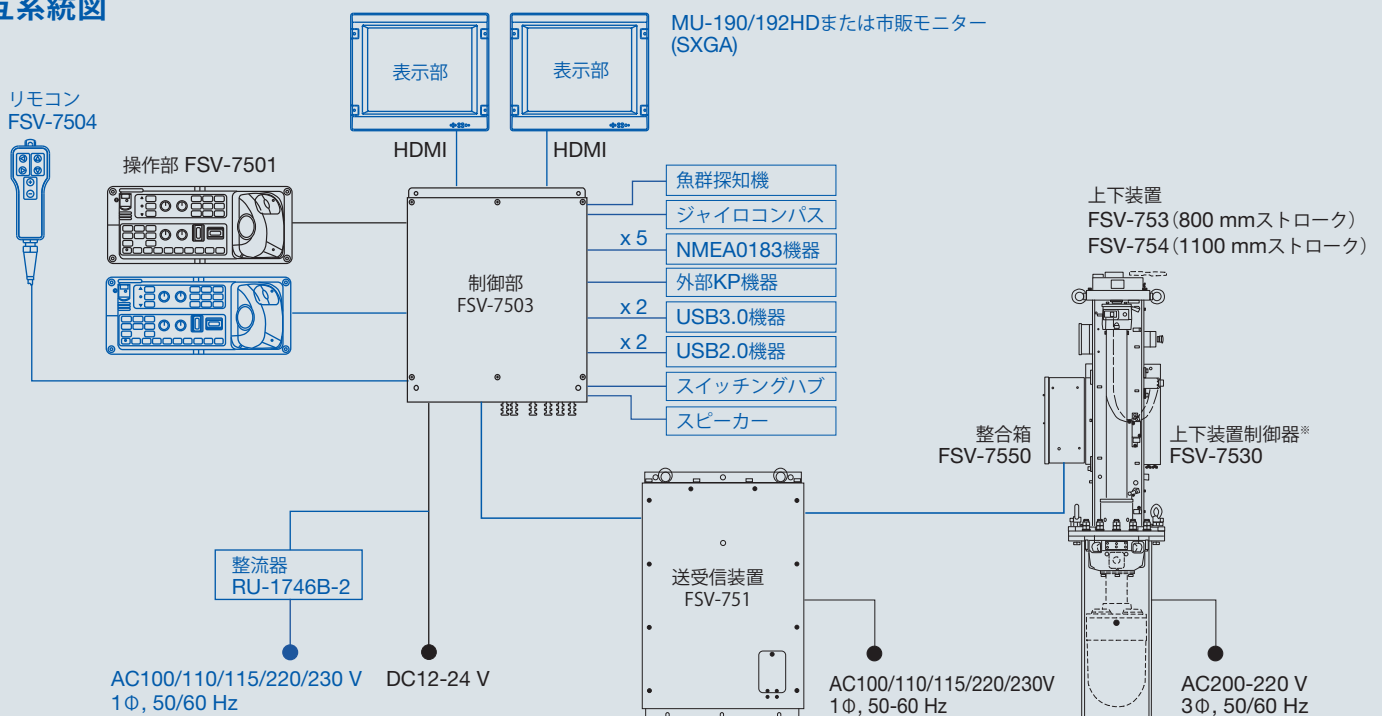 互系統図
MU-190/192HDまたは市販モニター
(SXGA)
表示部
表示部
リモコン
FSV-7504
HDMI
HDMI
操作部 FSV-7501
魚群探知機
ジャイロコンパス
x 5
NMEA0183機器
外部KP機器
x 2
USB3.0機器
x 2
USB2.0機器
スイッチングハブ
スピーカー
制御部
FSV-7503
上下装置
FSV-753（800 mmストローク）
FSV-754（1100 mmストローク）
整合箱
FSV-7550
上下装置制御器※
FSV-7530
整流器
RU-1746B-2
送受信装置
FSV-751
AC100/110/115/220/230 V
1Φ, 50/60 Hz
DC12-24 V
AC100/110/115/220/230V
1Φ, 50-60 Hz
AC200-220 V
3Φ, 50/60 Hz